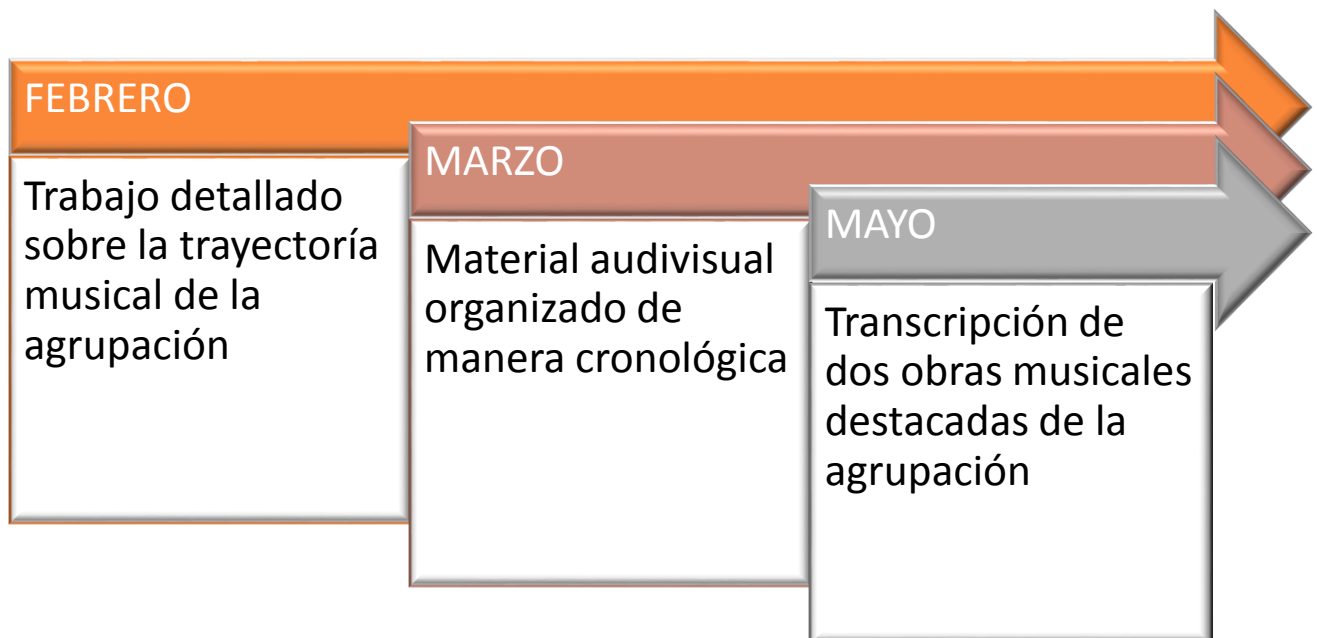 FEBRERO
Trabajo detallado
sobre la trayectoría
musical de la
agrupación
MARZO
Material audivisual
organizado de
manera cronológica
MAYO
Transcripción de
dos obras musicales
destacadas de la
agrupación